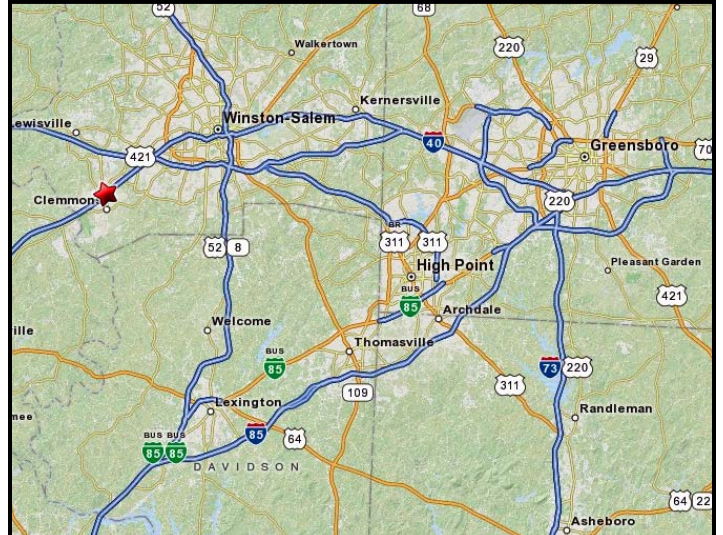 52
68
Walkertown
220
29
Kernersville
Winston-Salem
ewisville
40
Greensboro
421
70
Clemmons
220
BR
311
311
52
8
High Point
Pleasant Garden
BUS
85
421
Archdale
Welcome
ille
Thomasville
BUS
85
73
220
311
109
Randleman
Lexington
mee
85
64
BUS
85
BUS
85
DAVIDSON
64
22
Asheboro